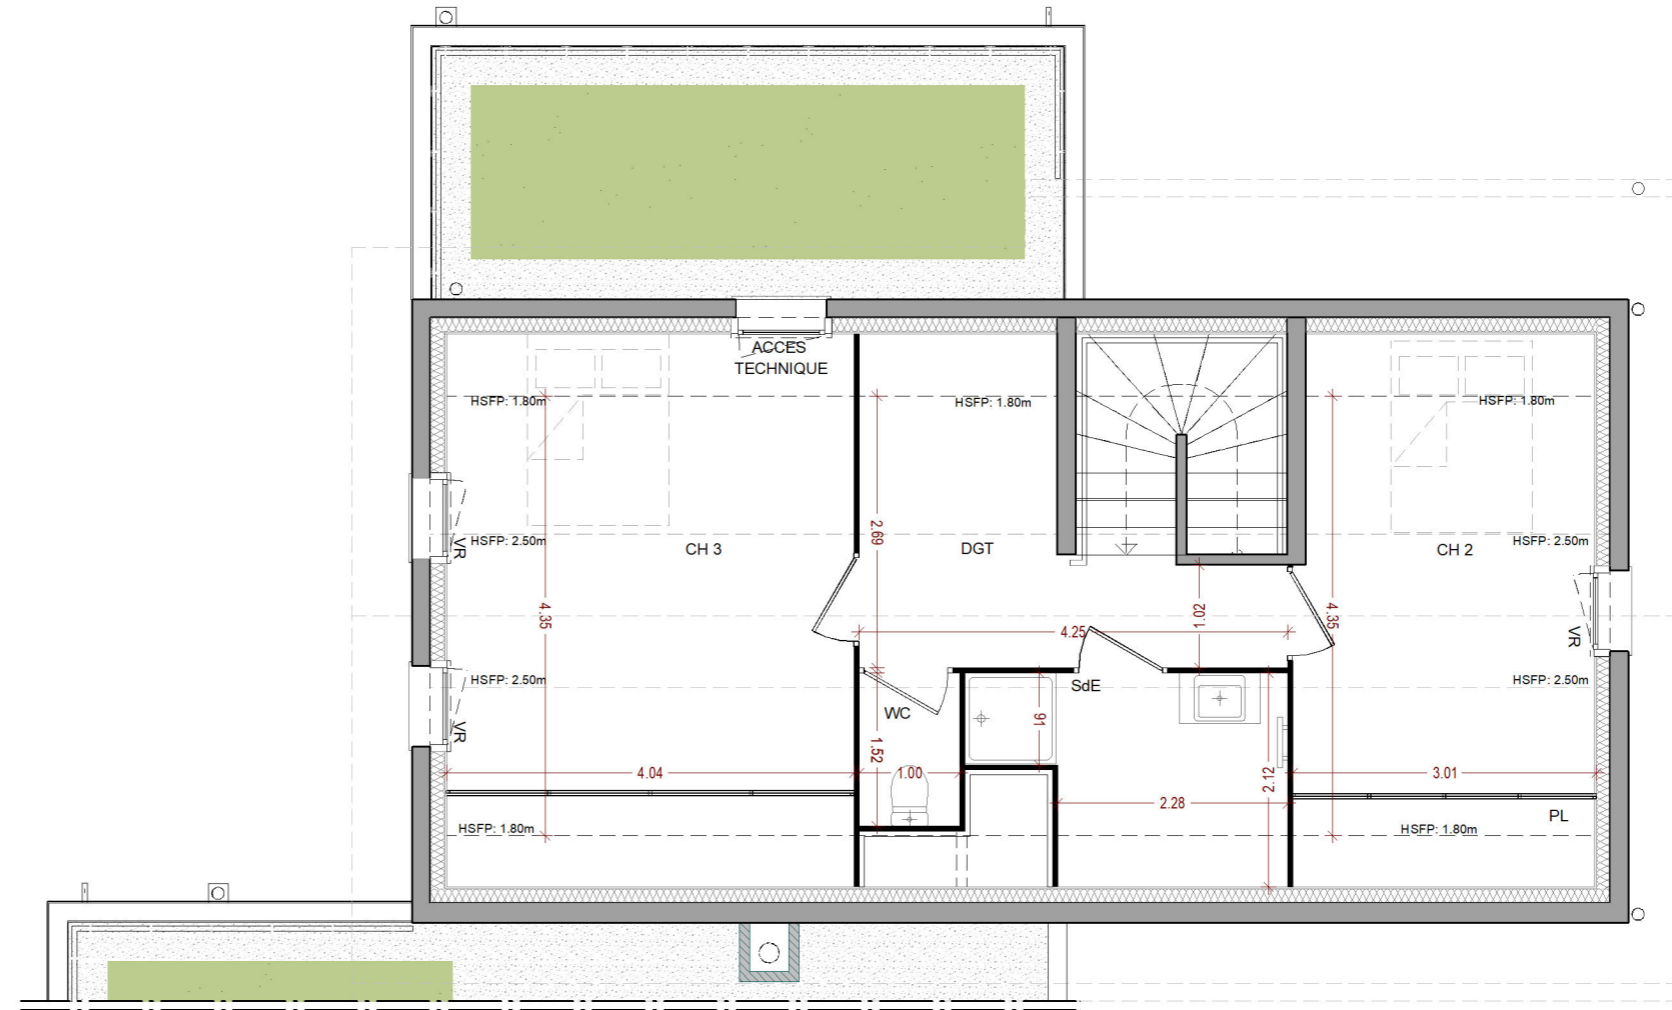 ACCES
TECHNIQUE
HSFP: 1.80m
HSFP: 1.80m
HSFP: 1.80m
2.69
HSFP: 2.50m
VR
CH 3
DGT
CH 2
HSFP: 2.50m
4.35
4.25
1.02
4.35
VR
HSFP: 2.50m
SdE
HSFP: 2.50m
WC
91
VR
1.52
4.04
1.00
2.12
3.01
2.28
HSFP: 1.80m
HSFP: 1.80m
PL